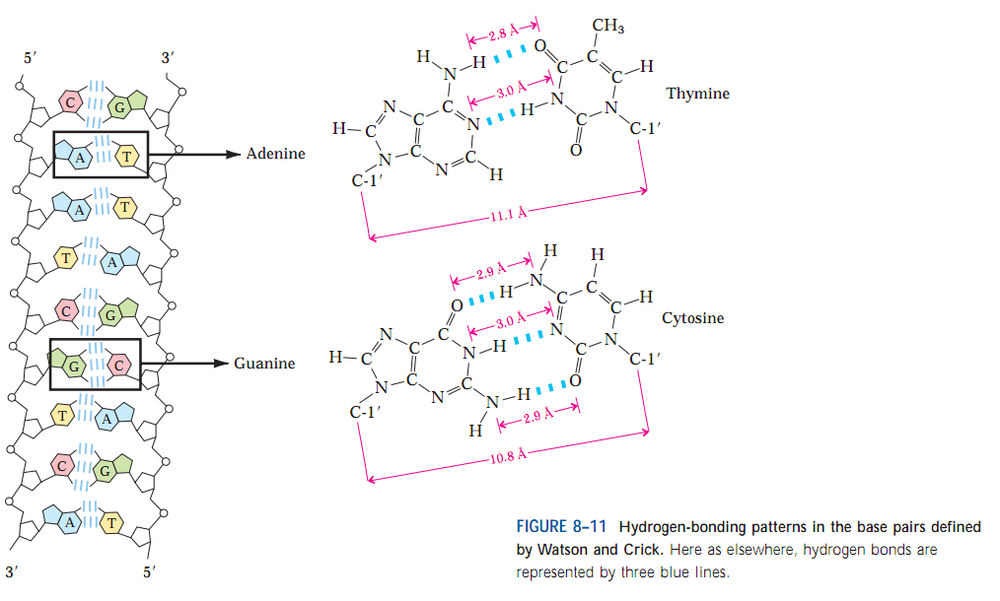 5′ 3′
C G
A T Adenine
A T
T A
C G
G C Guanine
T A
C G
A T
3′ 5′
2.8 Å
CH3
H N H O
C C C H
3.0 Å
Thymine
N C C N H N
H C
C N C O
N N C H
C-1′ C-1′
11.1 Å
H H
2.9 Å
H N
O C C C H
3.0 Å
Cytosine
N C C N H N
H C
C N C O
N N C
C-1′ C-1′
N H
H
2.9 Å
10.8 Å
FIGURE 8–11 Hydrogen-bonding patterns in the base pairs defined
by Watson and Crick. Here as elsewhere, hydrogen bonds are
represented by three blue lines.